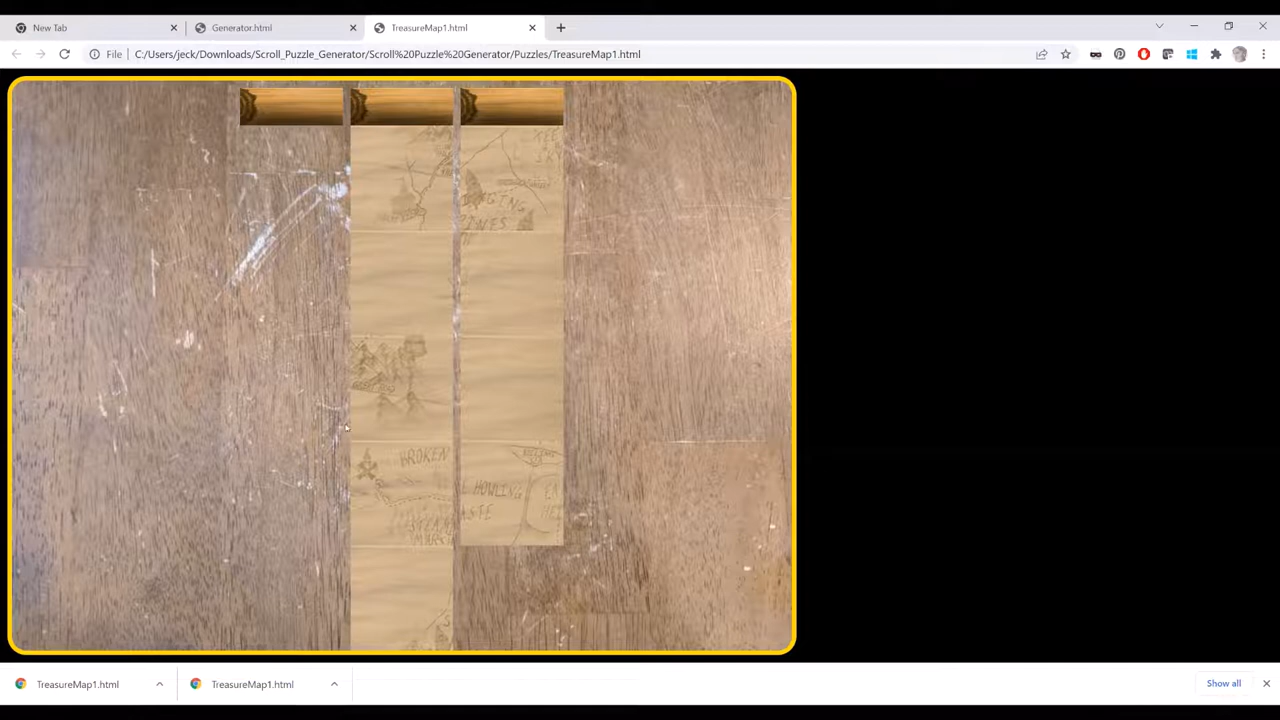 New Tab
Generator.html
TreasureMap1.html
File
C:/Users/jeck/Downloads/Scroll_Puzzle_Generator/Scroll%20Puzzle%20Generator/Puzzles/TreasureMap1.html
BROKEN
HOWLING
TreasureMap1.html
TreasureMap1.html
Show all